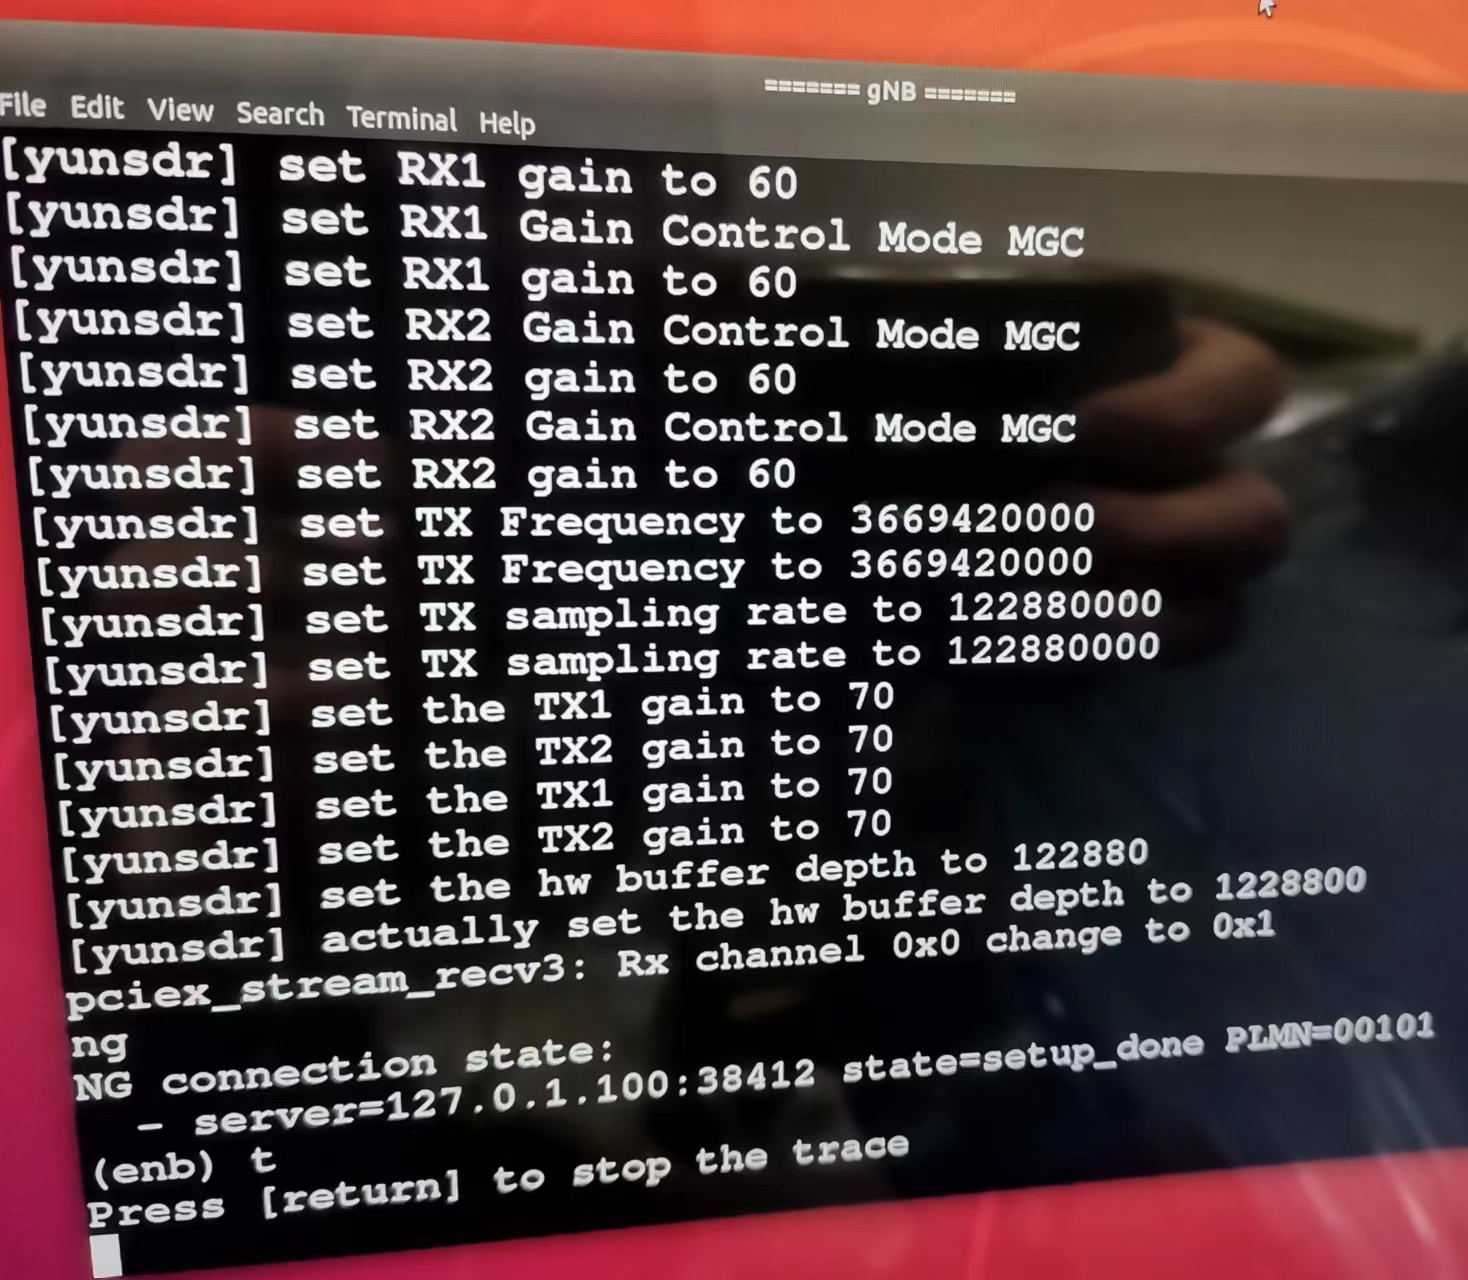 ======= gNB =======
File Edit View Search Terminal Help
[yunsdr] set RX1 gain to 60
[yunsdr] set RX1 Gain Control Mode MGC
[yunsdr] set RX1 gain to 60
[yunsdr] set RX2 Gain Control Mode MGC
[yunsdr] set RX2 gain to 60
[yunsdr] set RX2 Gain Control Mode MGC
[yunsdr] set RX2 gain to 60
[yunsdr] set TX Frequency to 3669420000
[yunsdr] set TX Frequency to 3669420000
[yunsdr] set TX sampling rate to 122880000
[yunsdr] set TX sampling rate to 122880000
[yunsdr] set the TX1 gain to 70
[yunsdr] set the TX2 gain to 70
[yunsdr] set the TX1 gain to 70
[yunsdr] set the TX2 gain to 70
[yunsdr] set the hw buffer depth to 122880
[yunsdr] actually set the hw buffer depth to 1228800
pciex_stream_recv3: Rx channel 0x0 change to 0x1
ng
NG connection state:
  - server=127.0.1.100:38412 state=setup_done PLMN=00101
(enb) t
Press [return] to stop the trace